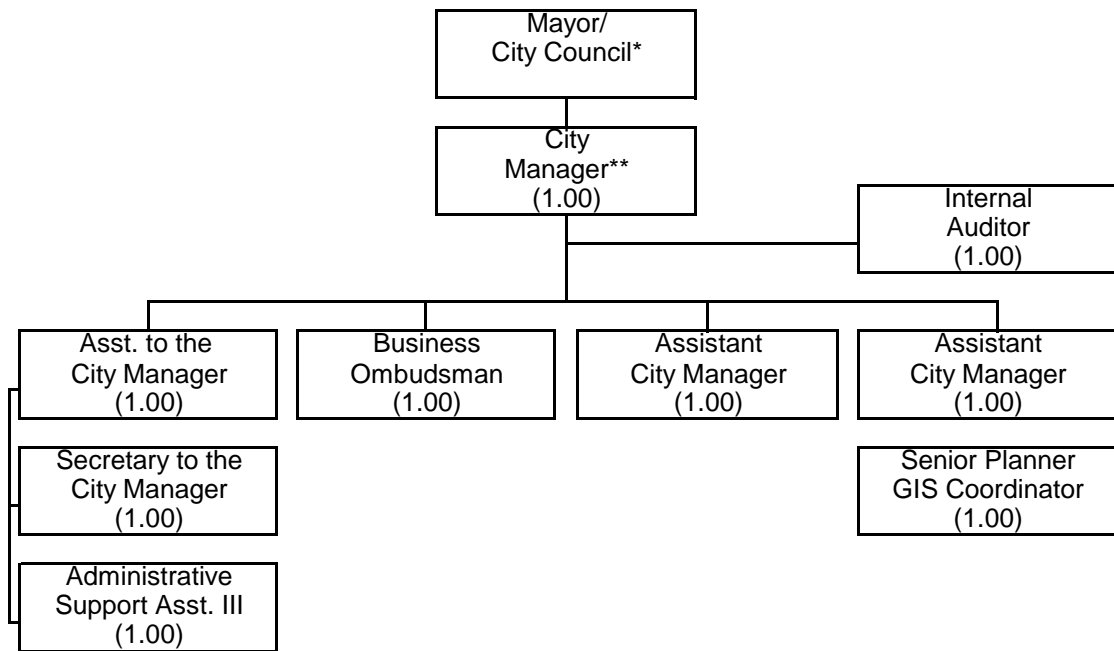 Mayor/
City Council*
City
Manager**
(1.00)
Internal
Auditor
(1.00)
Asst. to the
City Manager
(1.00)
Business
Ombudsman
(1.00)
Assistant
City Manager
(1.00)
Assistant
City Manager
(1.00)
Secretary to the
City Manager
(1.00)
Senior Planner
GIS Coordinator
(1.00)
Administrative
Support Asst. III
(1.00)